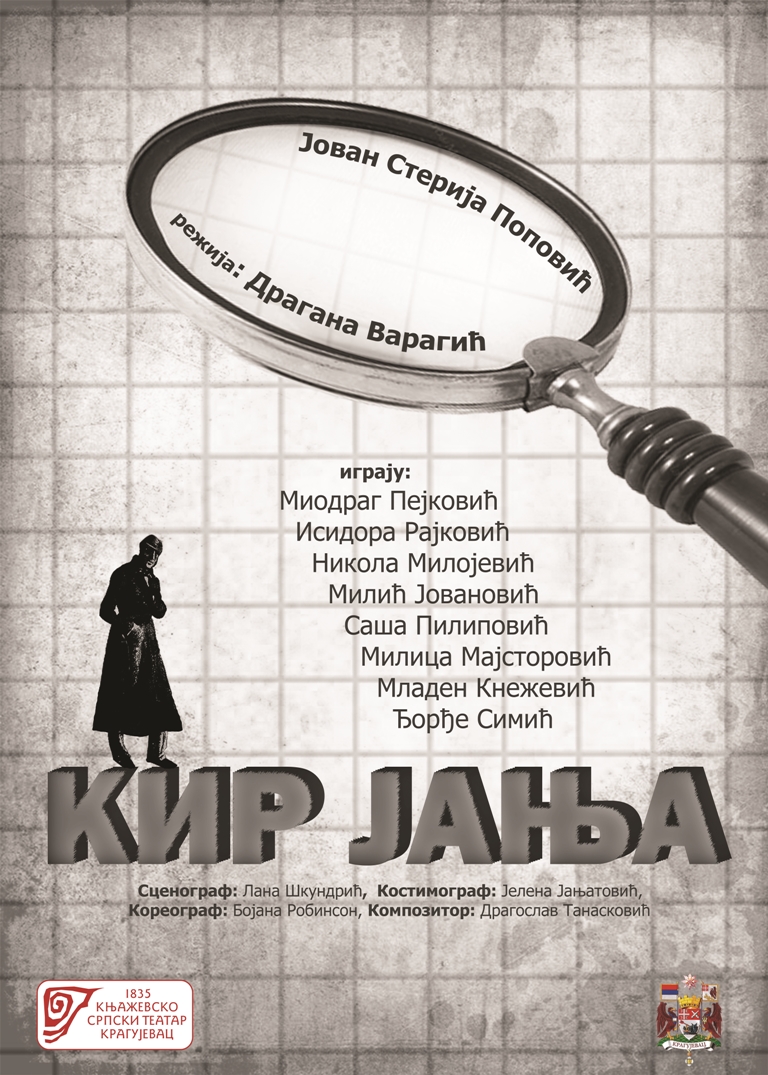 Јован Стерија Поповић
режија: Драгана Варагић
играју:
Миодраг Пејковић
Исидора Рајковић
Никола Милојевић
Милић Јовановић
Саша Пилиповић
Милица Мајсторовић
Младен Кнежевић
Ђорђе Симић
КИР ЈАЊА
Сценограф: Лана Шкундрић, Костимограф: Јелена Јањатовић,
Кореограф: Бојана Робинсон, Композитор: Драгослав Танасковић
1835
КЊАЖЕВСКО
СРПСКИ ТЕАТАР
КРАГУЈЕВАЦ
КРАГУЈЕВАЦ